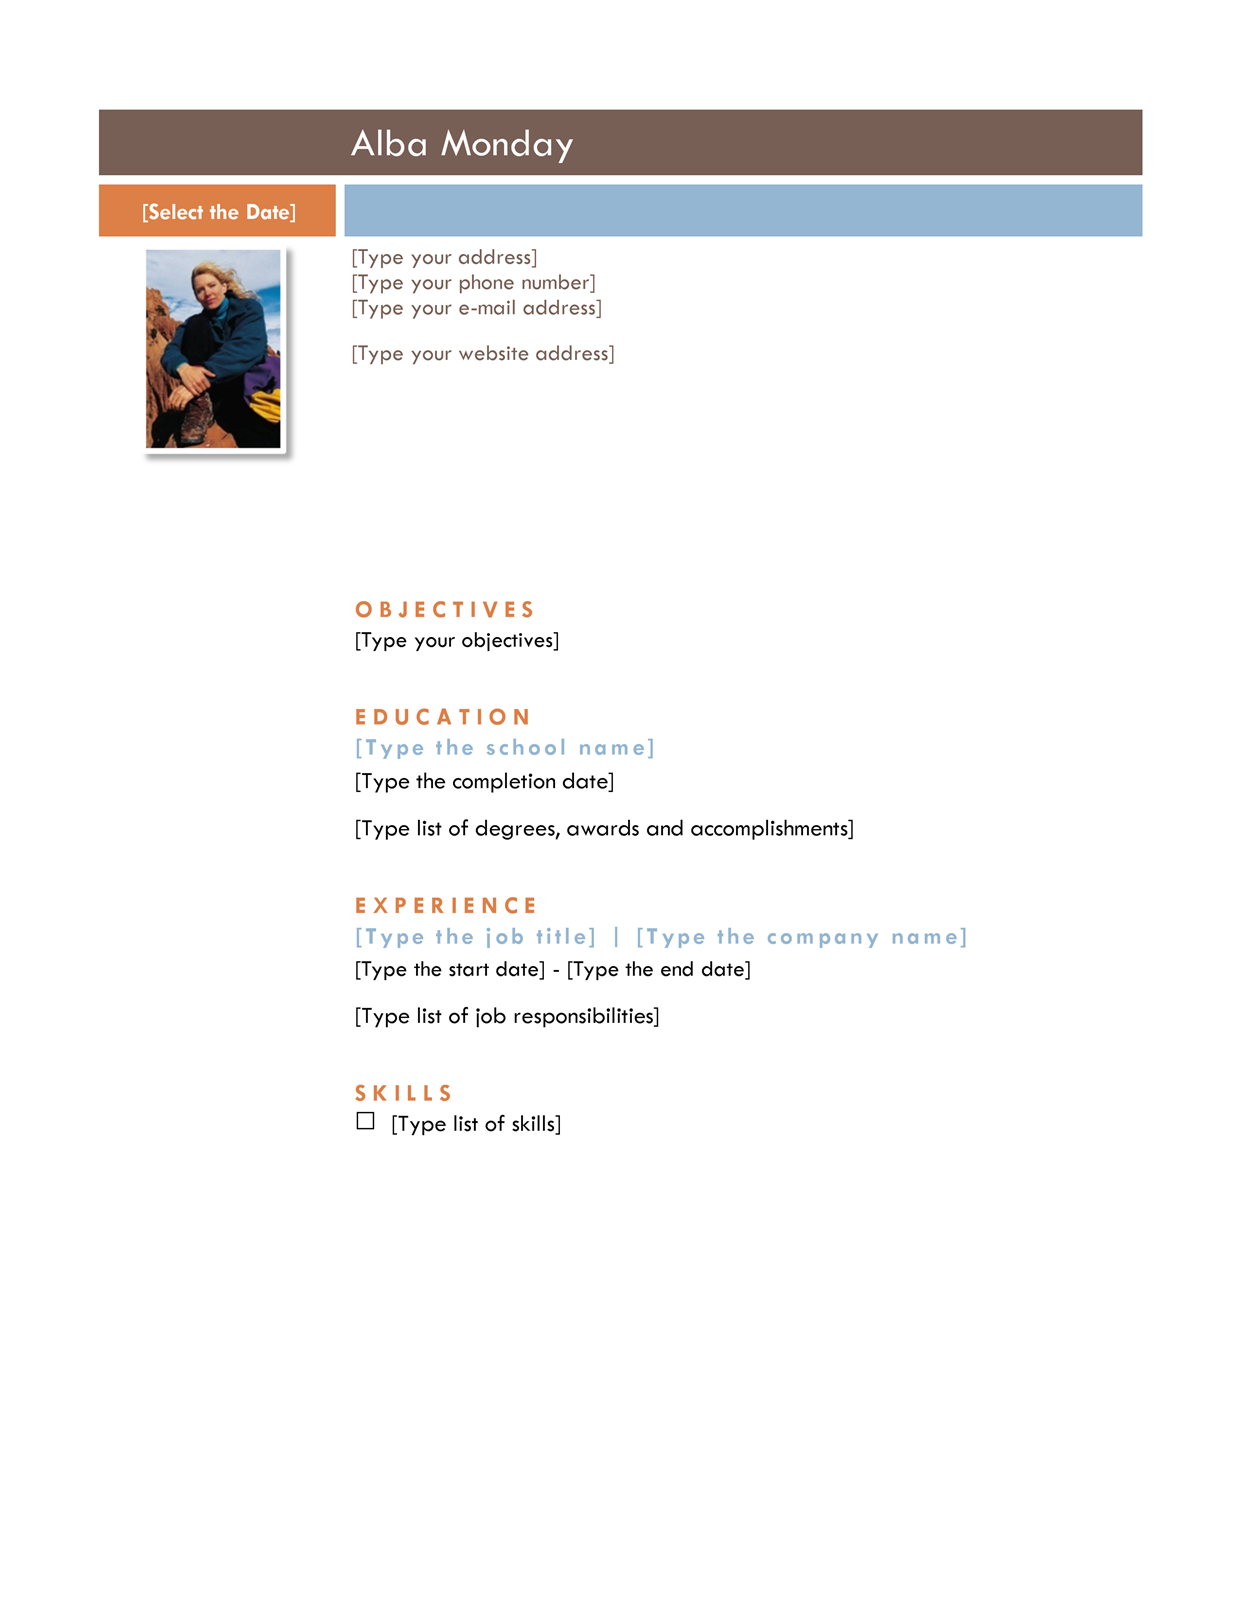 Alba Monday
[Select the Date]
[Type your address]
[Type your phone number]
[Type your e-mail address]
[Type your website address]
OBJECTIVES
[Type your objectives]
EDUCATION
[Type the school name]
[Type the completion date]
[Type list of degrees, awards and accomplishments]
EXPERIENCE
[Type the job title] | [Type the company name]
[Type the start date] - [Type the end date]
[Type list of job responsibilities]
SKILLS
[Type list of skills]